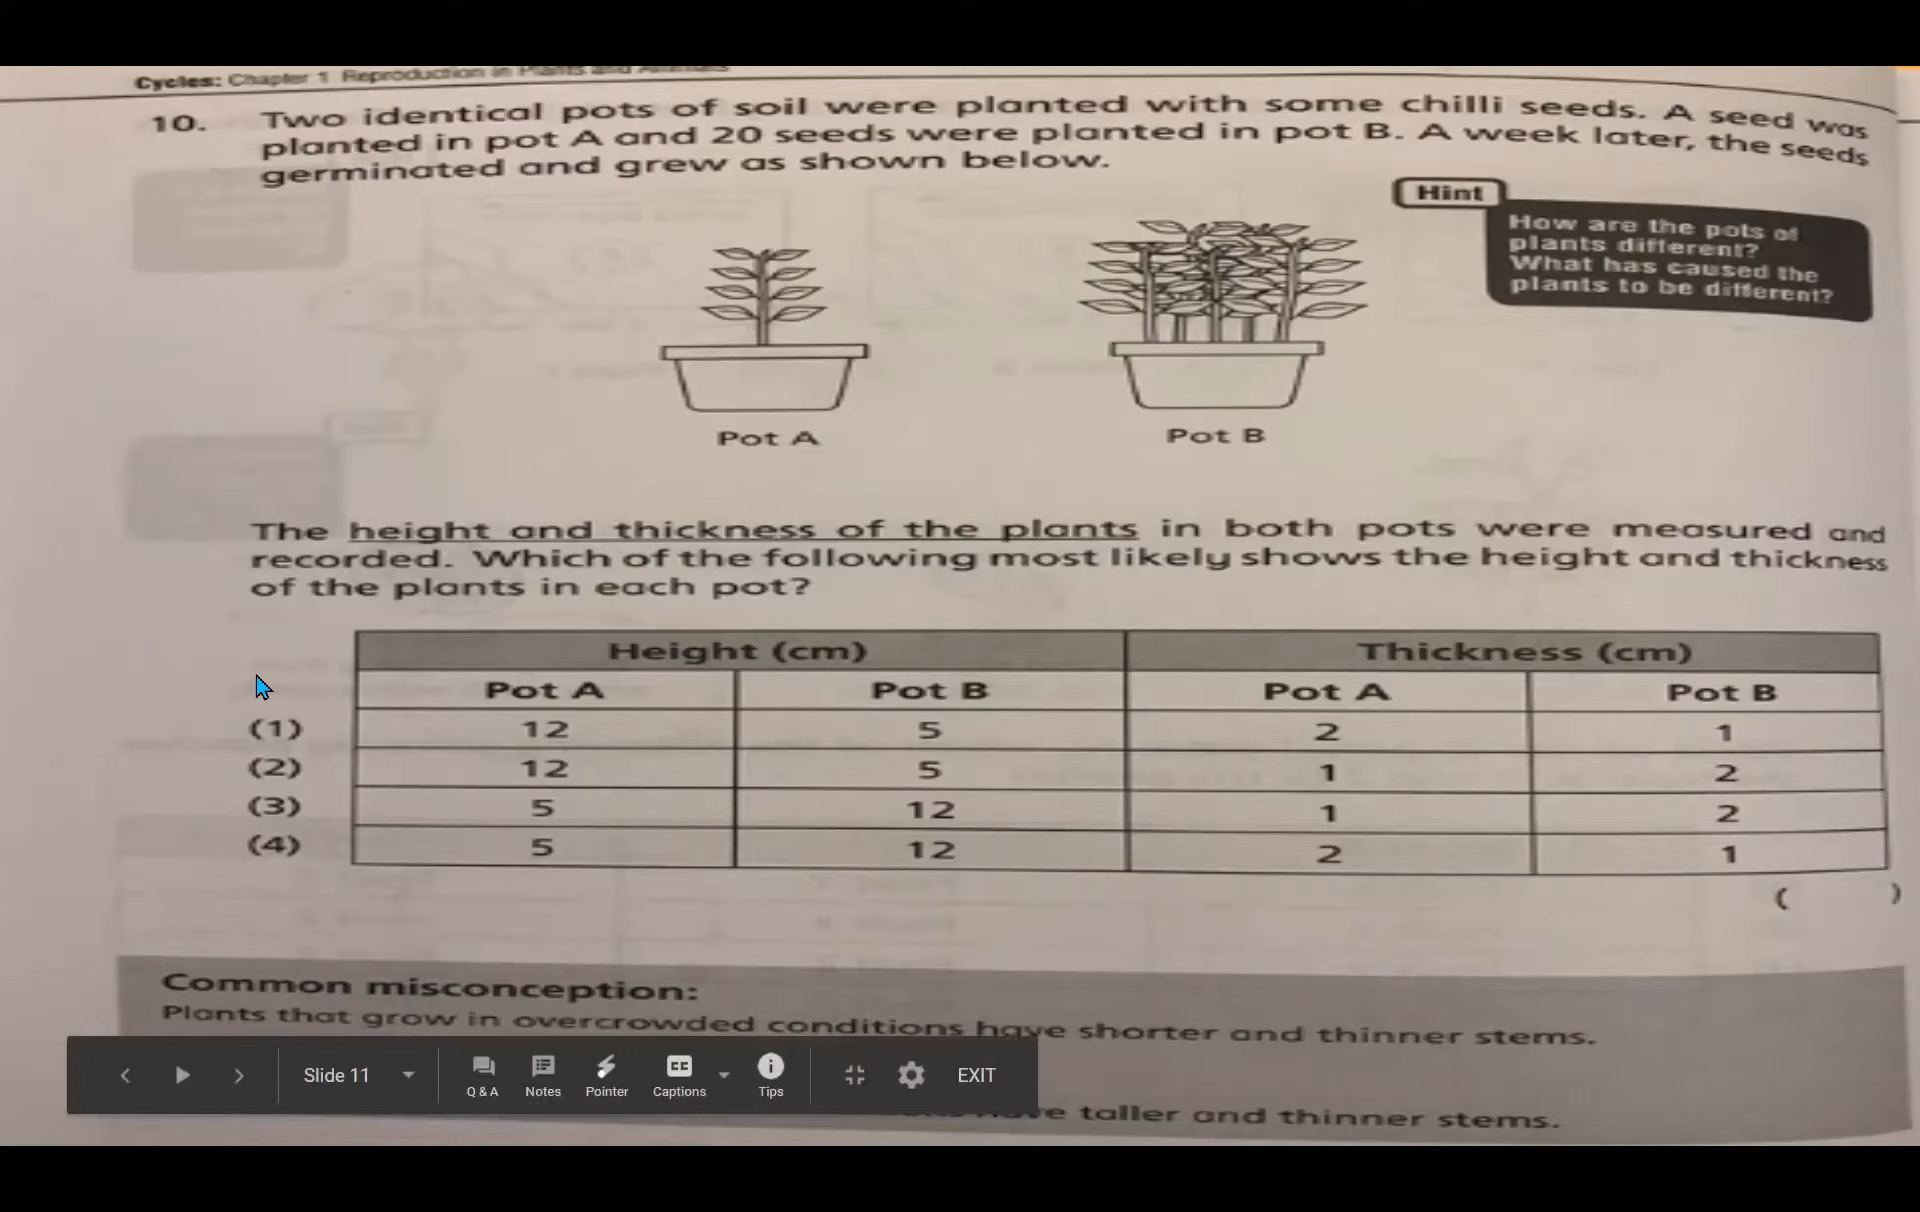 Cycles: Chapter 1 Reproduction in Plants and Animals
10. Two identical pots of soil were planted with some chilli seeds. A seed was
planted in pot A and 20 seeds were planted in pot B. A week later, the seeds
germinated and grew as shown below.
Hint
How are the pots of
plants different?
What has caused the
plants to be different?
Pot A
Pot B
The height and thickness of the plants in both pots were measured and
recorded. Which of the following most likely shows the height and thickness
of the plants in each pot?
Height (cm) Thickness (cm)
Pot A Pot B Pot A Pot B
(1) 12 5 2 1
(2) 12 5 1 2
(3) 5 12 1 2
(4) 5 12 2 1
( )
Common misconception:
Plants that grow in overcrowded conditions have shorter and thinner stems.
Slide 11
Q & A Notes Pointer CC Captions Tips EXIT
taller and thinner stems.